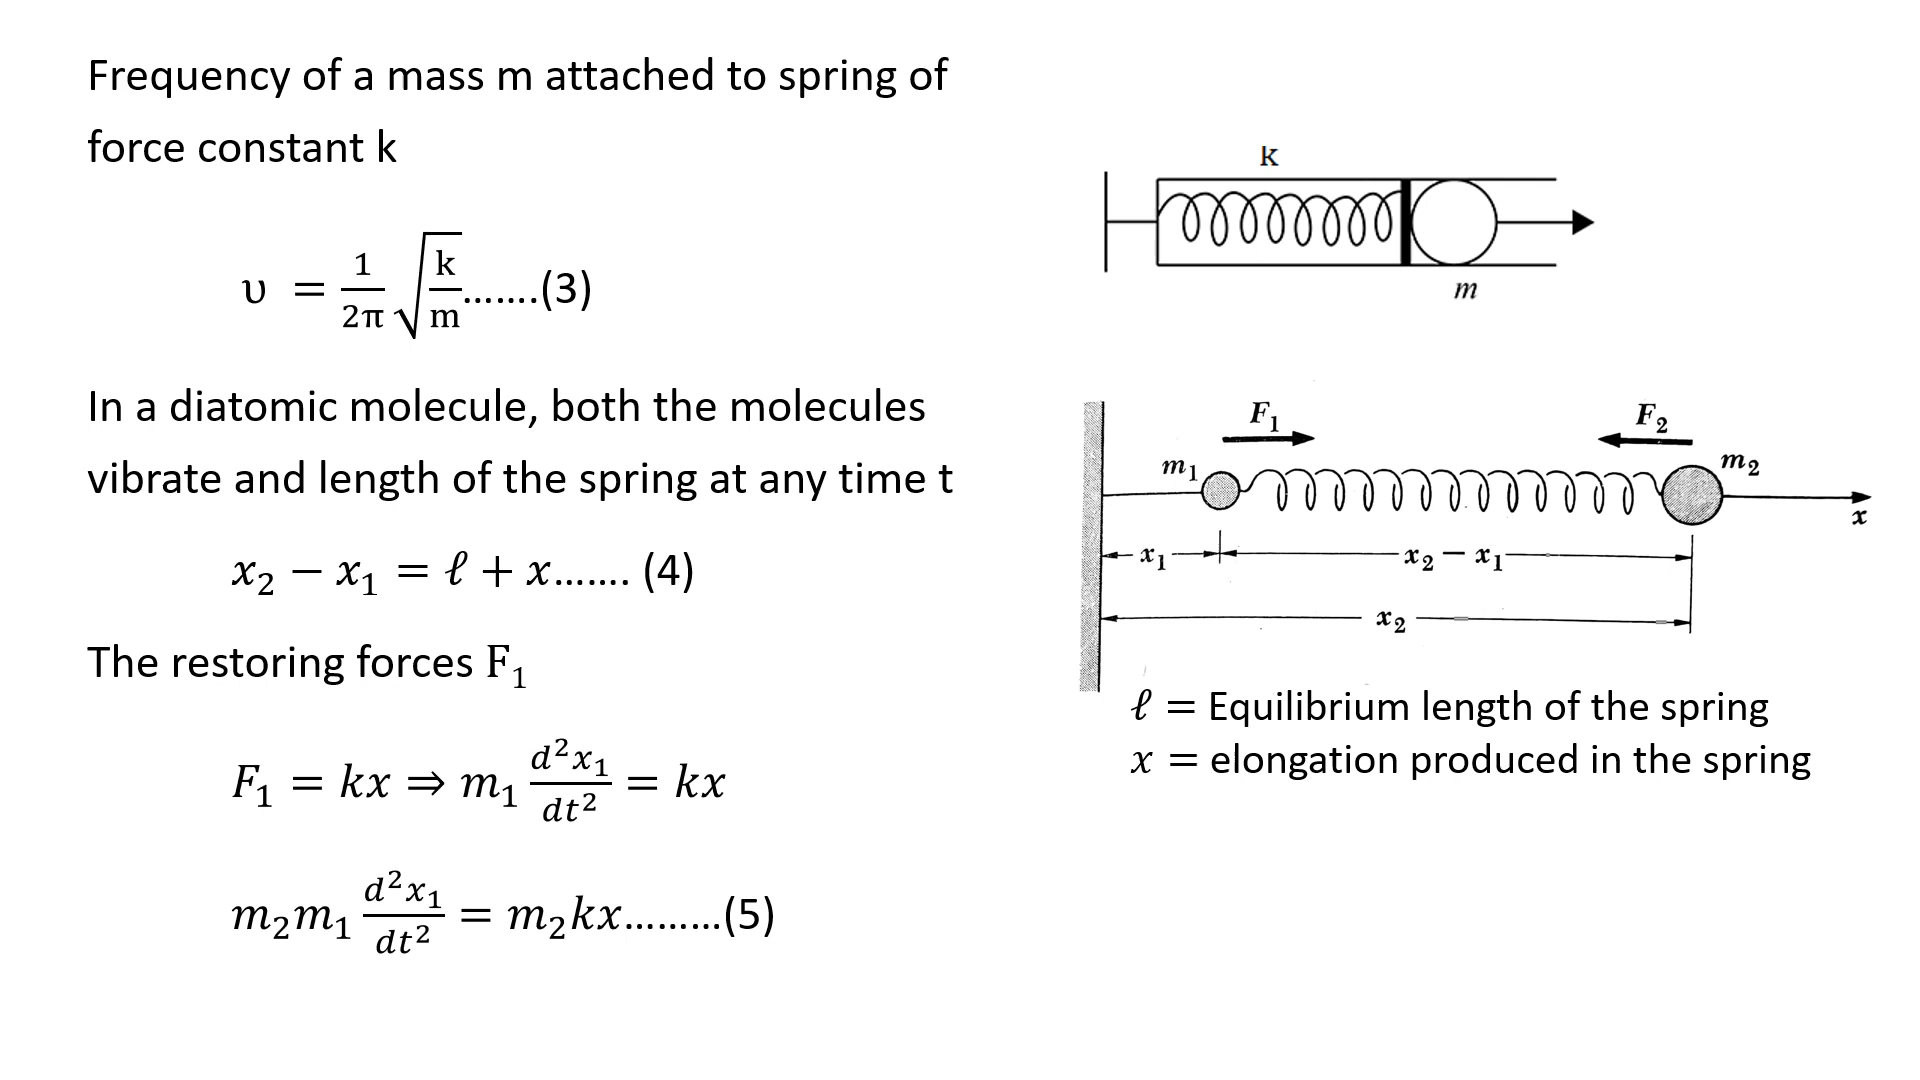 Frequency of a mass m attached to spring of
force constant k
υ = 1/2π √k/m.......(3)
In a diatomic molecule, both the molecules
vibrate and length of the spring at any time t
x₂ − x₁ = ℓ + x....... (4)
The restoring forces F₁
F₁ = kx ⇒ m₁ d²x₁/dt² = kx
m₂m₁ d²x₁/dt² = m₂kx.........(5)
k
m
F₁ F₂
m₁ m₂
x
x₁ x₂ − x₁
x₂
ℓ = Equilibrium length of the spring
x = elongation produced in the spring